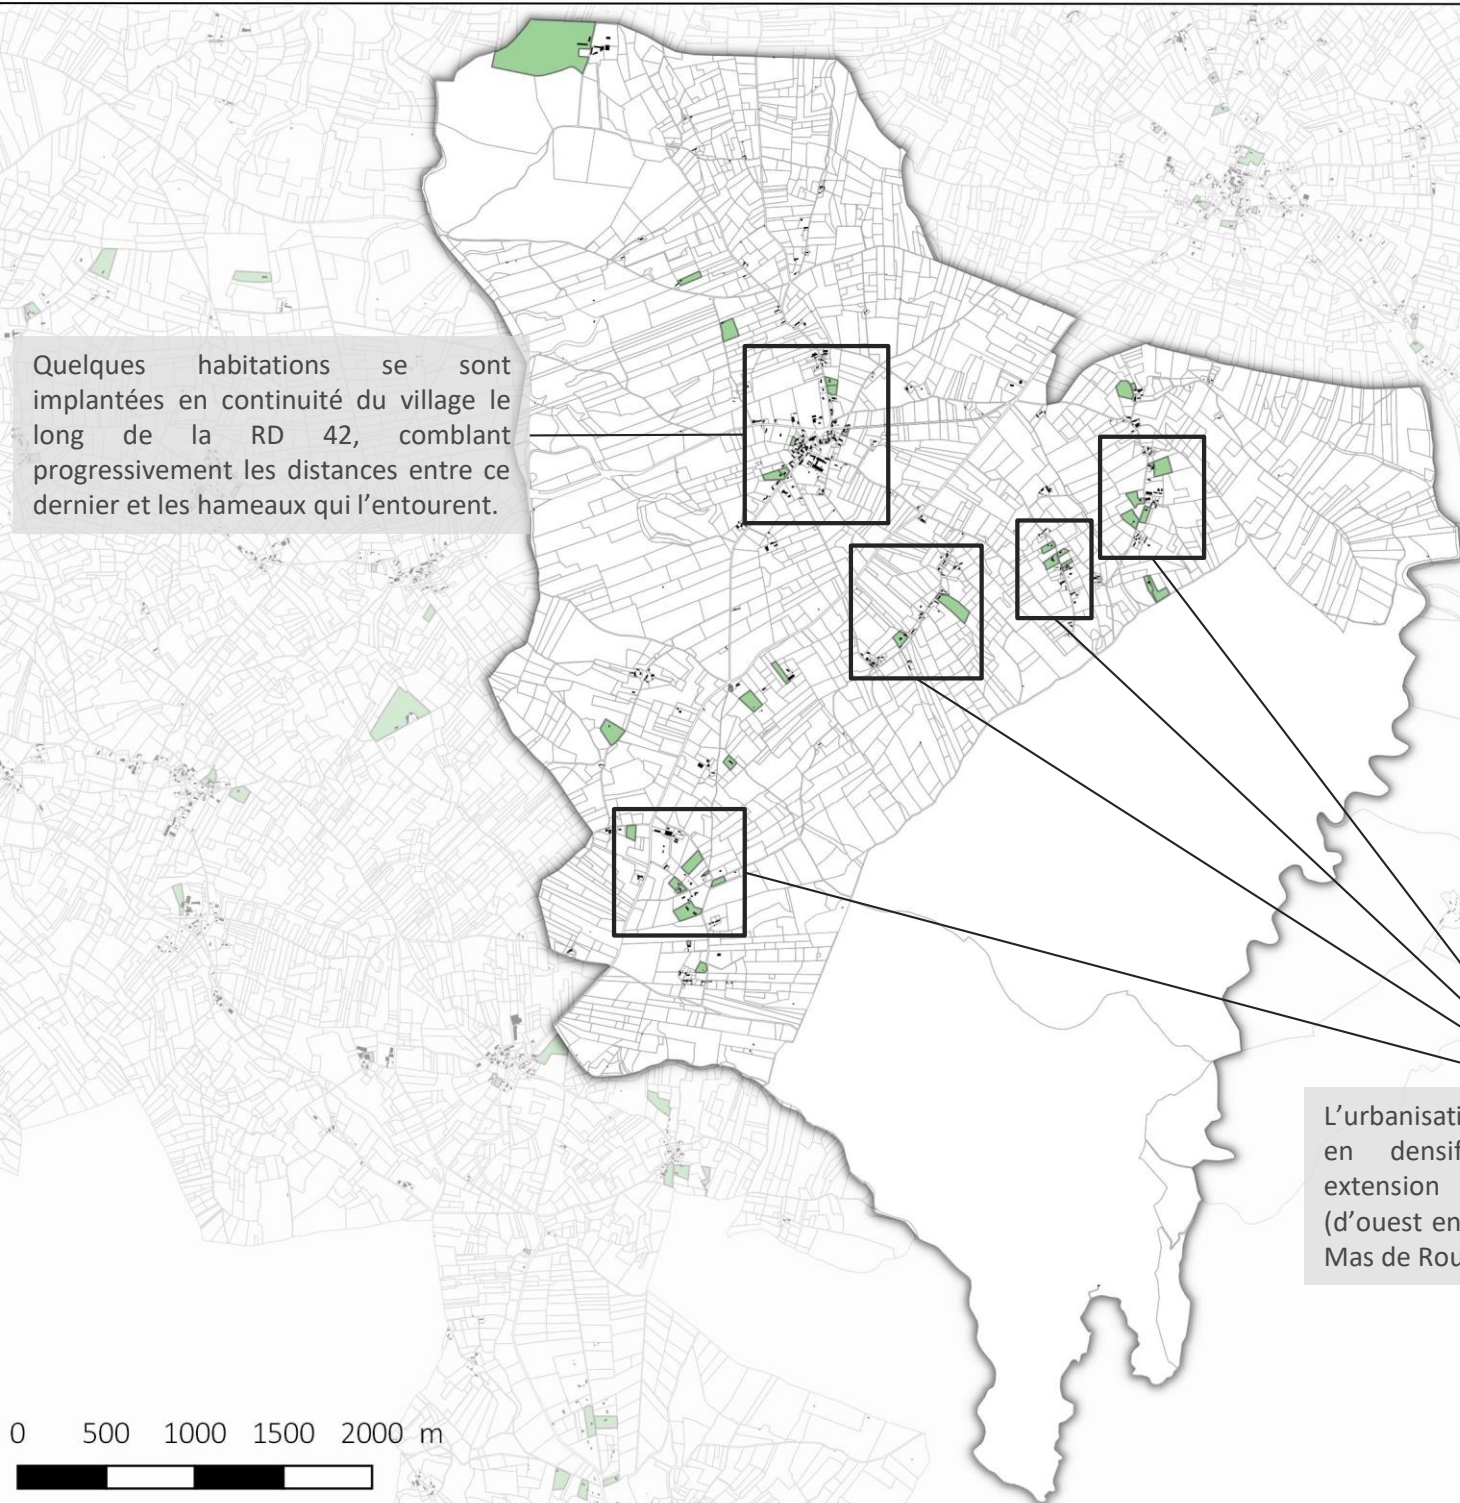 Quelques habitations se sont
implantées en continuité du village le
long de la RD 42, comblant
progressivement les distances entre ce
dernier et les hameaux qui l’entourent.
L’urbanisati
en densif
extension
(d’ouest en
Mas de Rou
0 500 1000 1500 2000 m